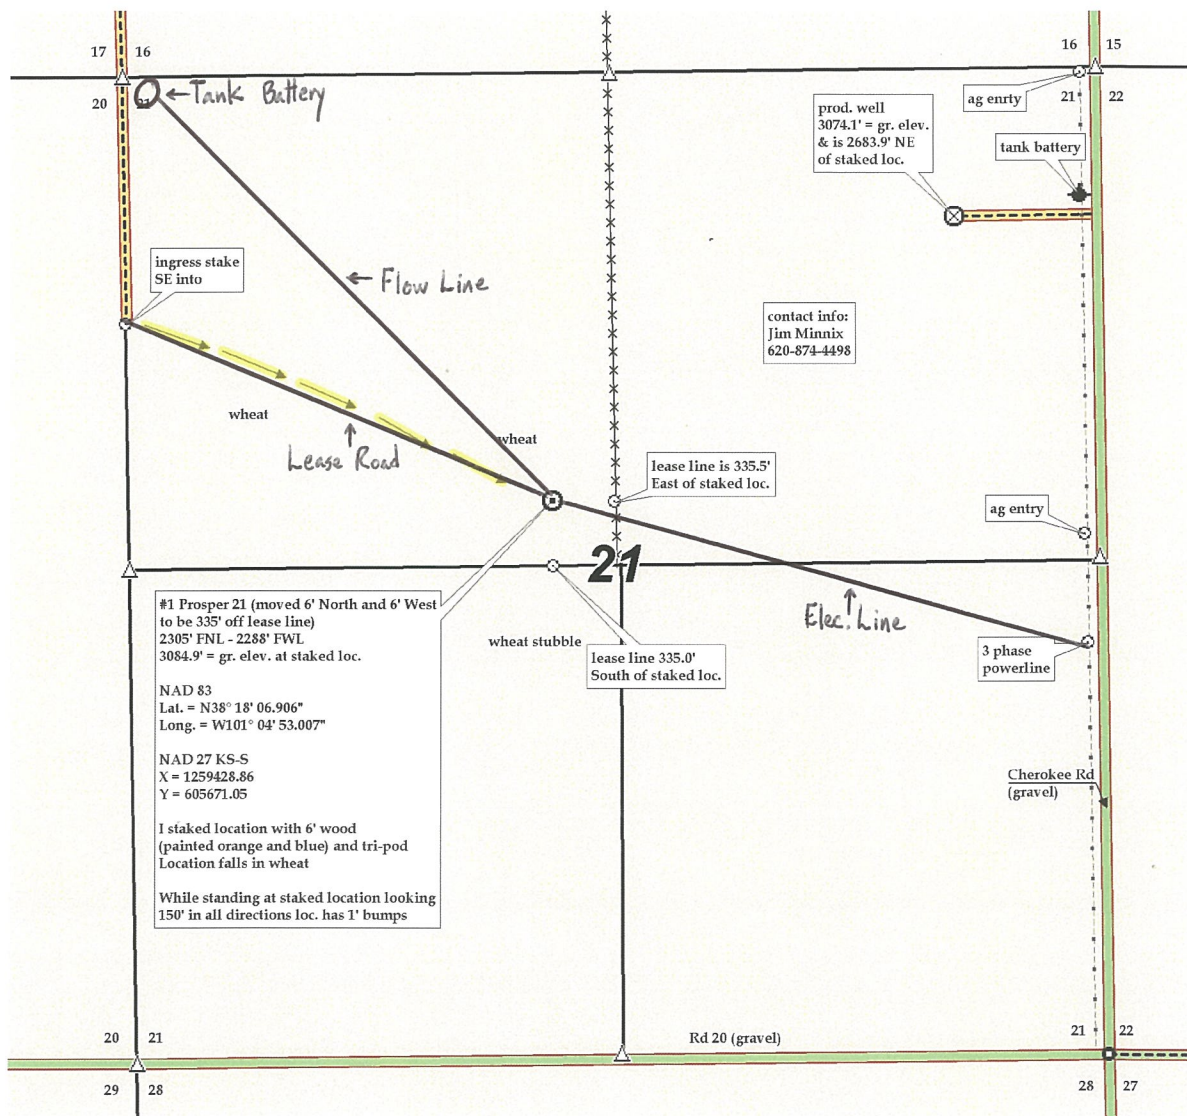 17 16
16 15
20 21
← Tank Battery
21 22
ag enrty
prod. well
3074.1' = gr. elev.
& is 2683.9' NE
of staked loc.
tank battery
ingress stake
SE into
← Flow Line
contact info:
Jim Minnix
620-874-4498
wheat
wheat
Lease Road
lease line is 335.5'
East of staked loc.
ag entry
21
#1 Prosper 21 (moved 6' North and 6' West
to be 335' off lease line)
2305' FNL - 2288' FWL
3084.9' = gr. elev. at staked loc.
NAD 83
Lat. = N38° 18' 06.906"
Long. = W101° 04' 53.007"
NAD 27 KS-S
X = 1259428.86
Y = 605671.05
I staked location with 6' wood
(painted orange and blue) and tri-pod
Location falls in wheat
While standing at staked location looking
150' in all directions loc. has 1' bumps
Elec. Line
wheat stubble
lease line 335.0'
South of staked loc.
3 phase
powerline
Cherokee Rd
(gravel)
20 21
Rd 20 (gravel)
21 22
29 28
28 27